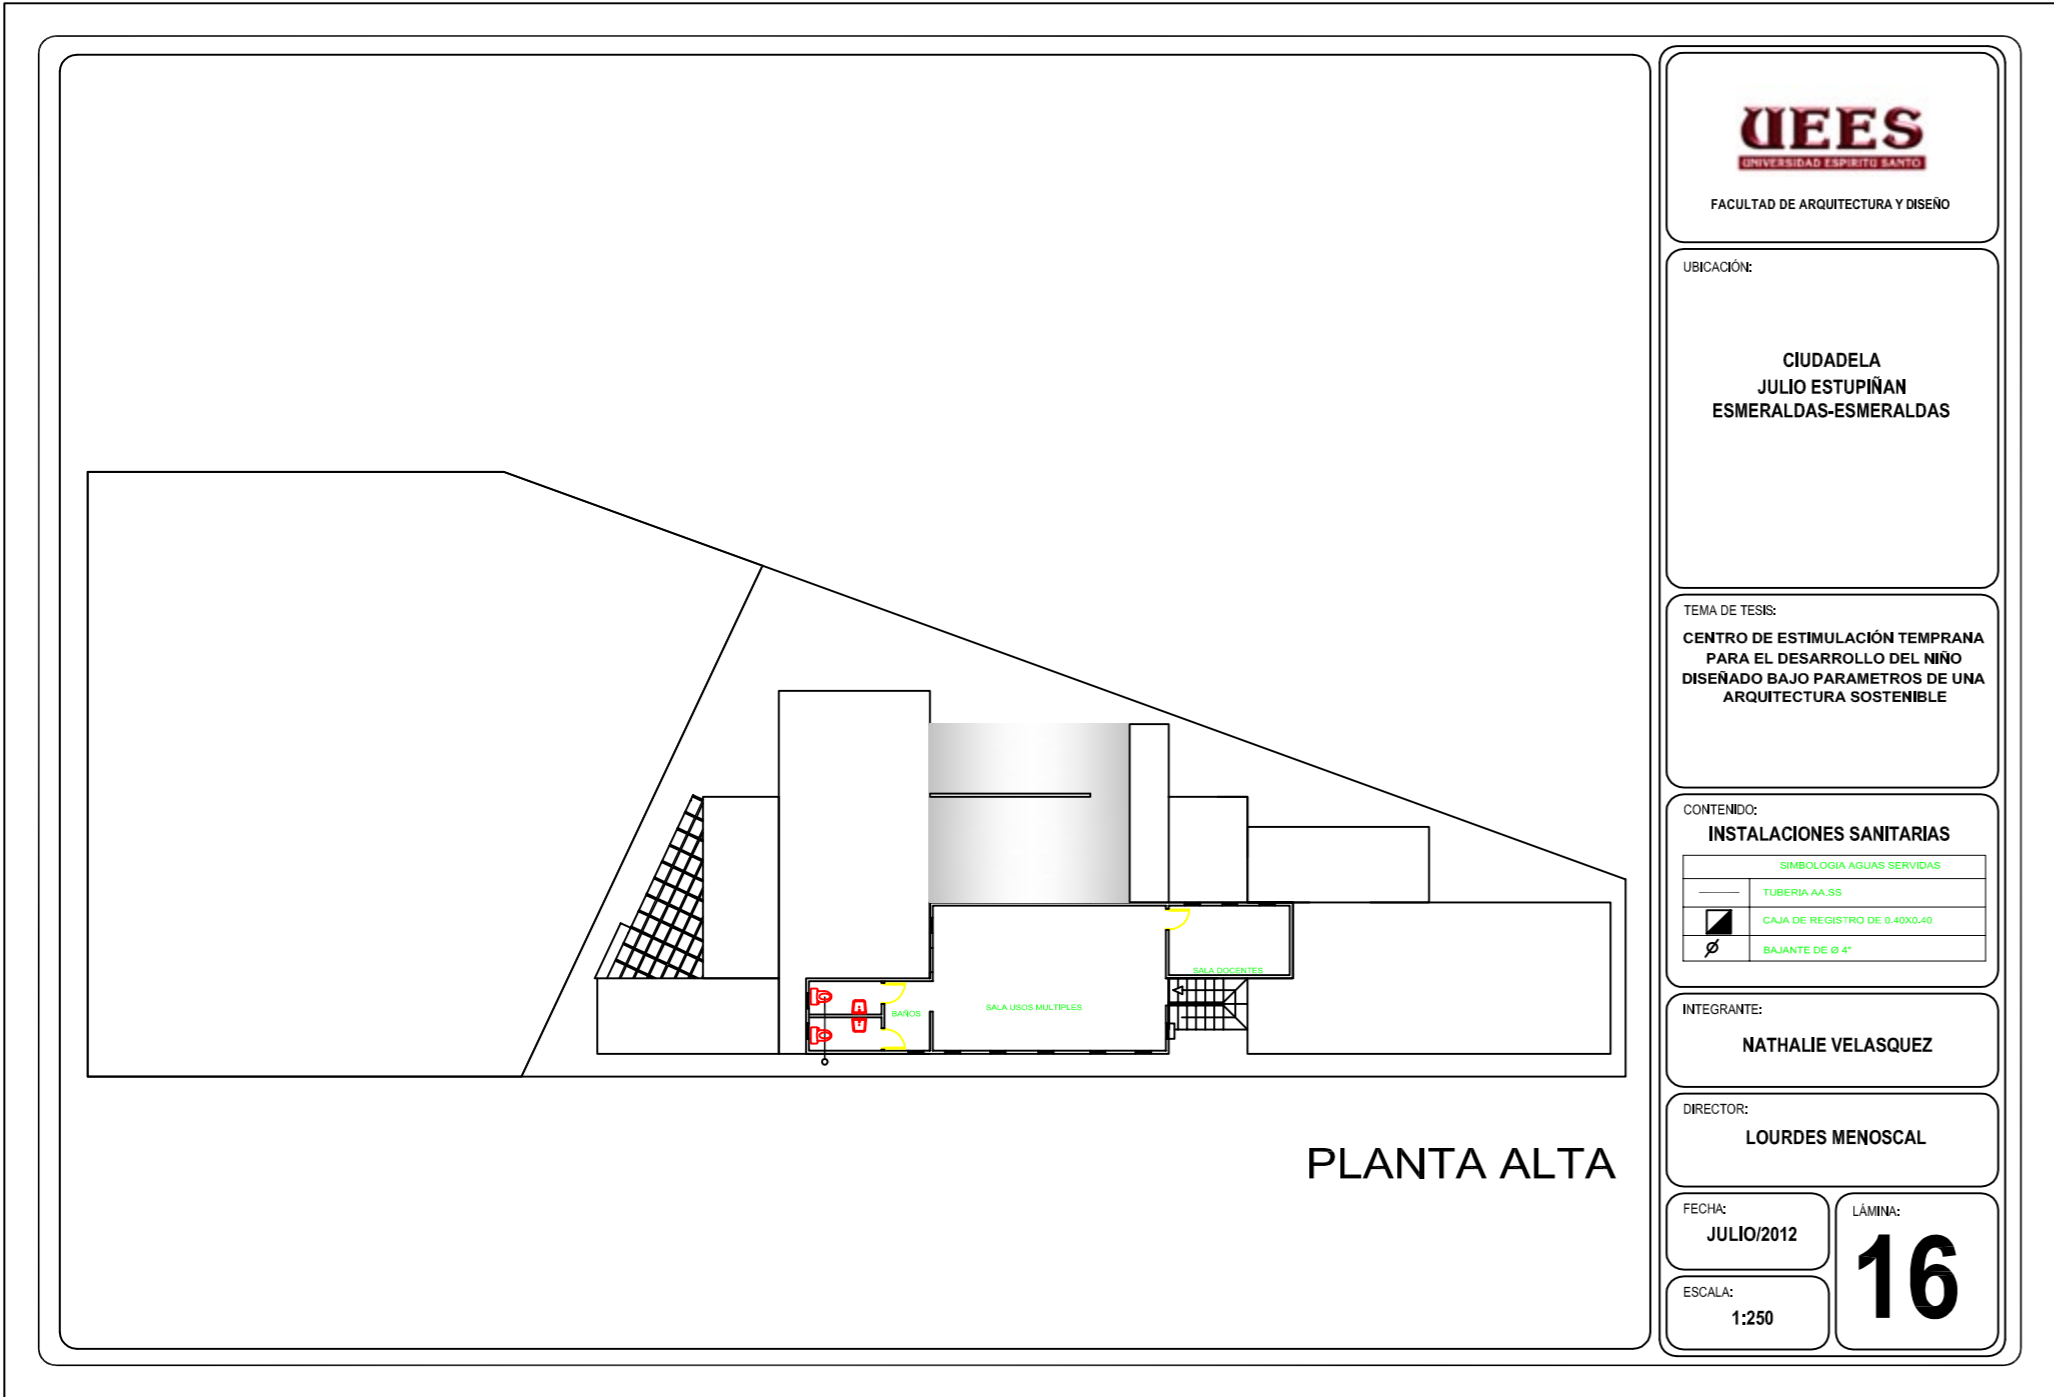 UEES
UNIVERSIDAD ESPIRITU SANTO
FACULTAD DE ARQUITECTURA Y DISEÑO
UBICACIÓN:
CIUDADELA
JULIO ESTUPIÑAN
ESMERALDAS-ESMERALDAS
TEMA DE TESIS:
CENTRO DE ESTIMULACIÓN TEMPRANA
PARA EL DESARROLLO DEL NIÑO
DISEÑADO BAJO PARAMETROS DE UNA
ARQUITECTURA SOSTENIBLE
CONTENIDO:
INSTALACIONES SANITARIAS
SIMBOLOGIA AGUAS SERVIDAS
TUBERIA AA.SS
CAJA DE REGISTRO DE 0.40X0.40
BAJANTE DE Ø 4"
INTEGRANTE:
NATHALIE VELASQUEZ
DIRECTOR:
LOURDES MENOSCAL
FECHA:
JULIO/2012
ESCALA:
1:250
LÁMINA:
16
SALA DOCENTES
SALA USOS MULTIPLES
BAÑOS
PLANTA ALTA